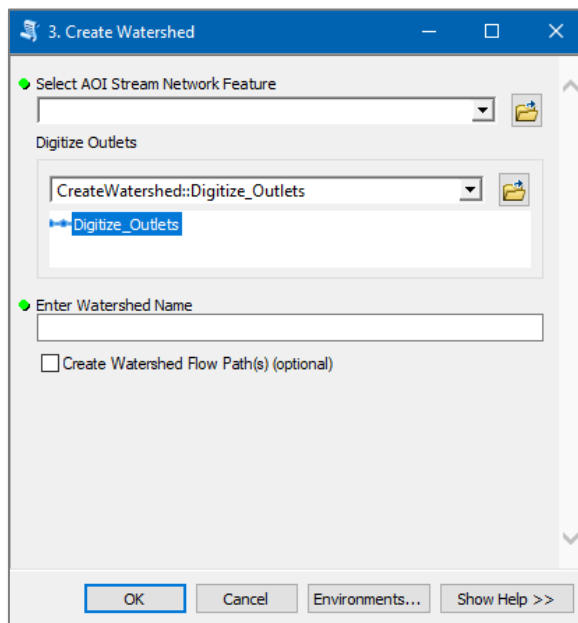 3. Create Watershed
Select AOI Stream Network Feature
Digitize Outlets
CreateWatershed::Digitize_Outlets
Digitize_Outlets
Enter Watershed Name
Create Watershed Flow Path(s) (optional)
OK Cancel Environments... Show Help >>